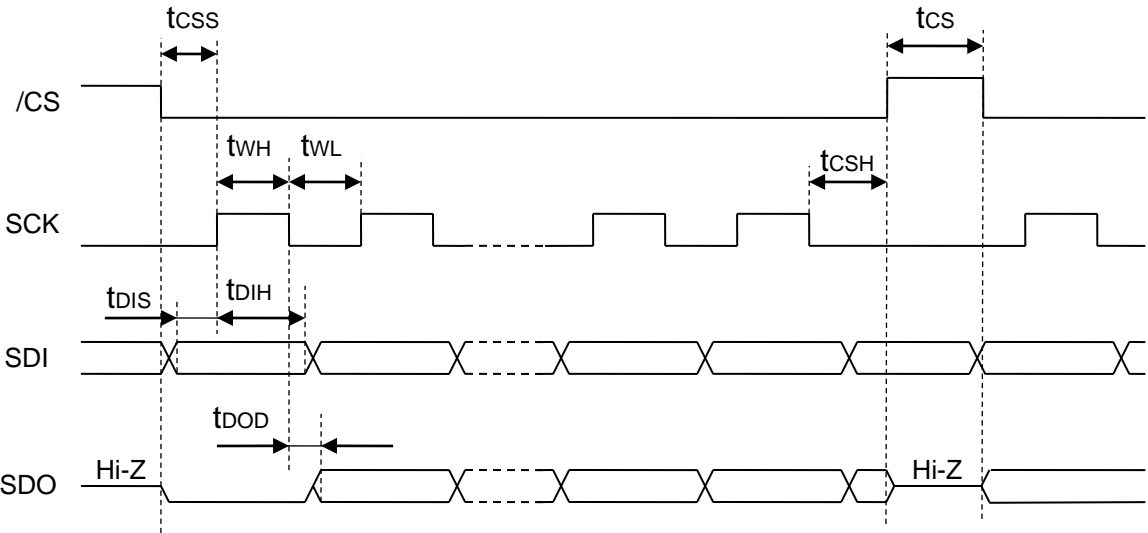 tCSS
tCS
/CS
tWH
tWL
tCSH
SCK
tDIS
tDIH
SDI
tDOD
Hi-Z
Hi-Z
SDO